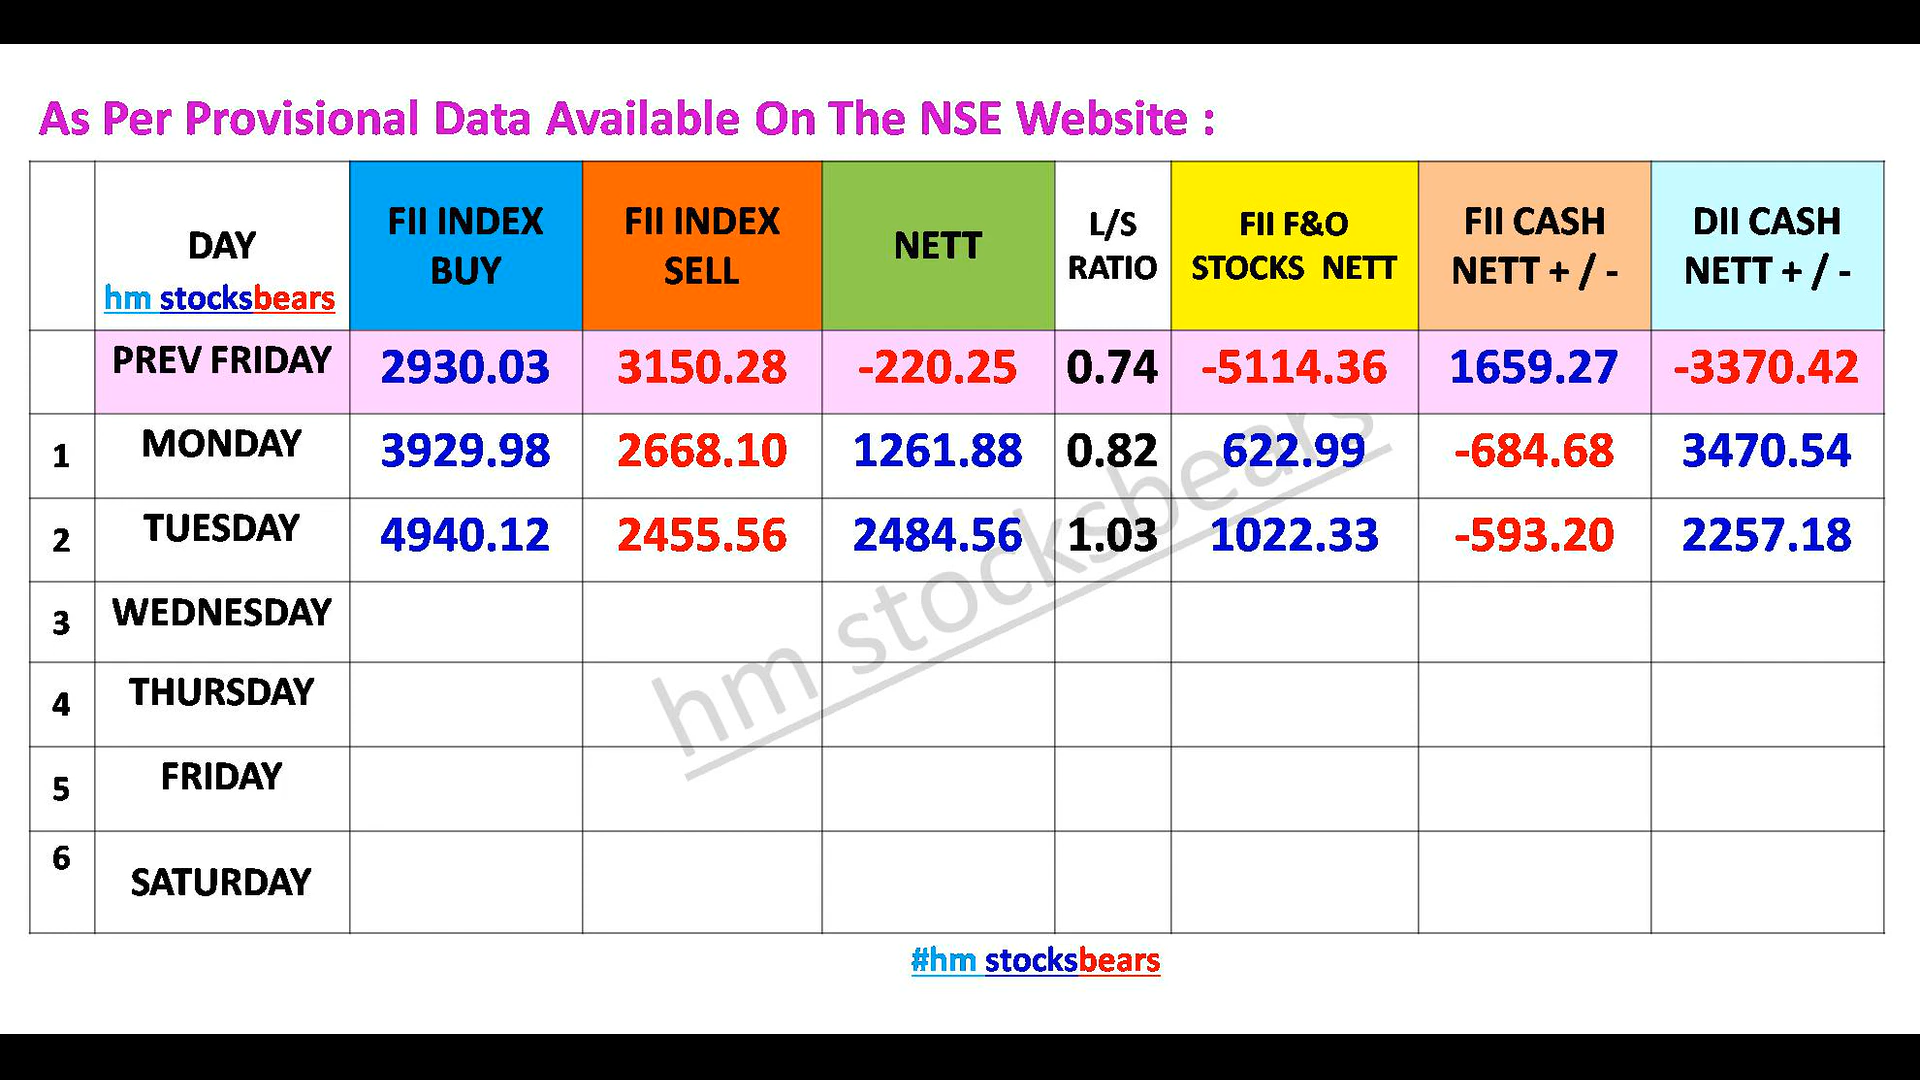 As Per Provisional Data Available On The NSE Website :
DAY
hm stocksbears
FII INDEX
BUY
FII INDEX
SELL
NETT
L/S
RATIO
FII F&O
STOCKS NETT
FII CASH
NETT + / -
DII CASH
NETT + / -
PREV FRIDAY 2930.03 3150.28 -220.25 0.74 -5114.36 1659.27 -3370.42
1 MONDAY 3929.98 2668.10 1261.88 0.82 622.99 -684.68 3470.54
2 TUESDAY 4940.12 2455.56 2484.56 1.03 1022.33 -593.20 2257.18
3 WEDNESDAY
4 THURSDAY
5 FRIDAY
6 SATURDAY
hm stocksbears
#hm stocksbears